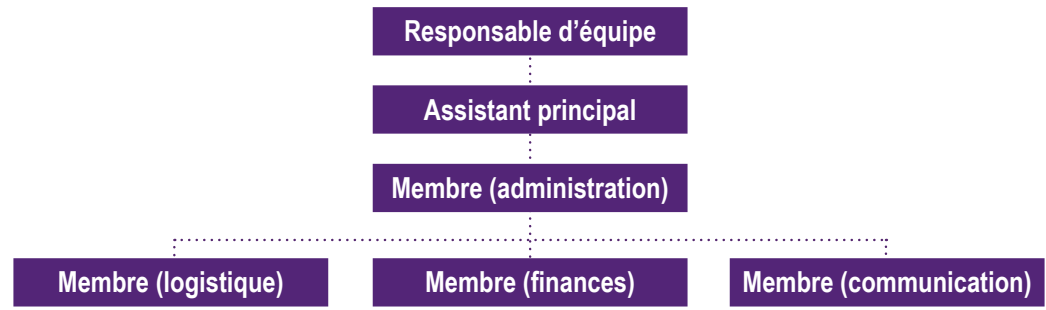 Responsable d’équipe
Assistant principal
Membre (administration)
Membre (logistique)
Membre (finances)
Membre (communication)